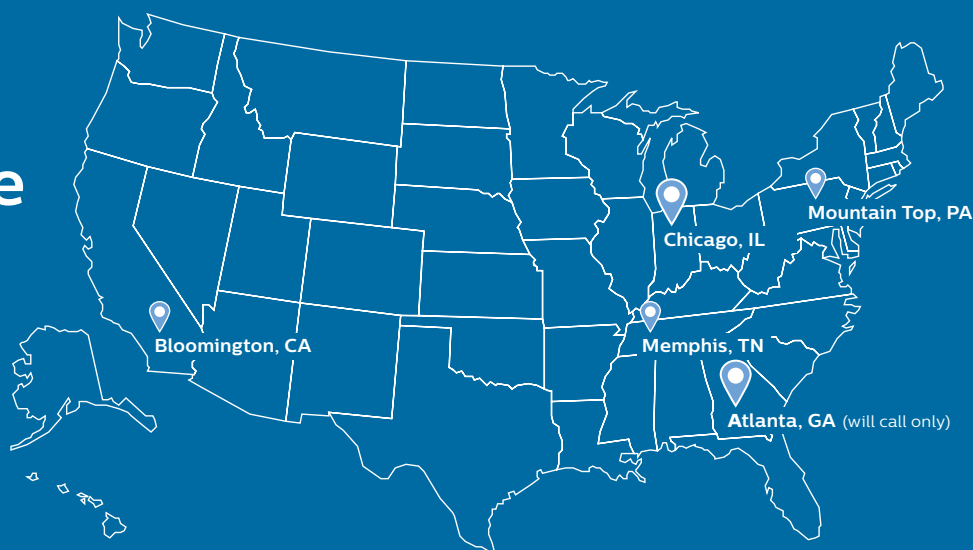 e
Mountain Top, PA
Chicago, IL
Bloomington, CA
Memphis, TN
Atlanta, GA (will call only)